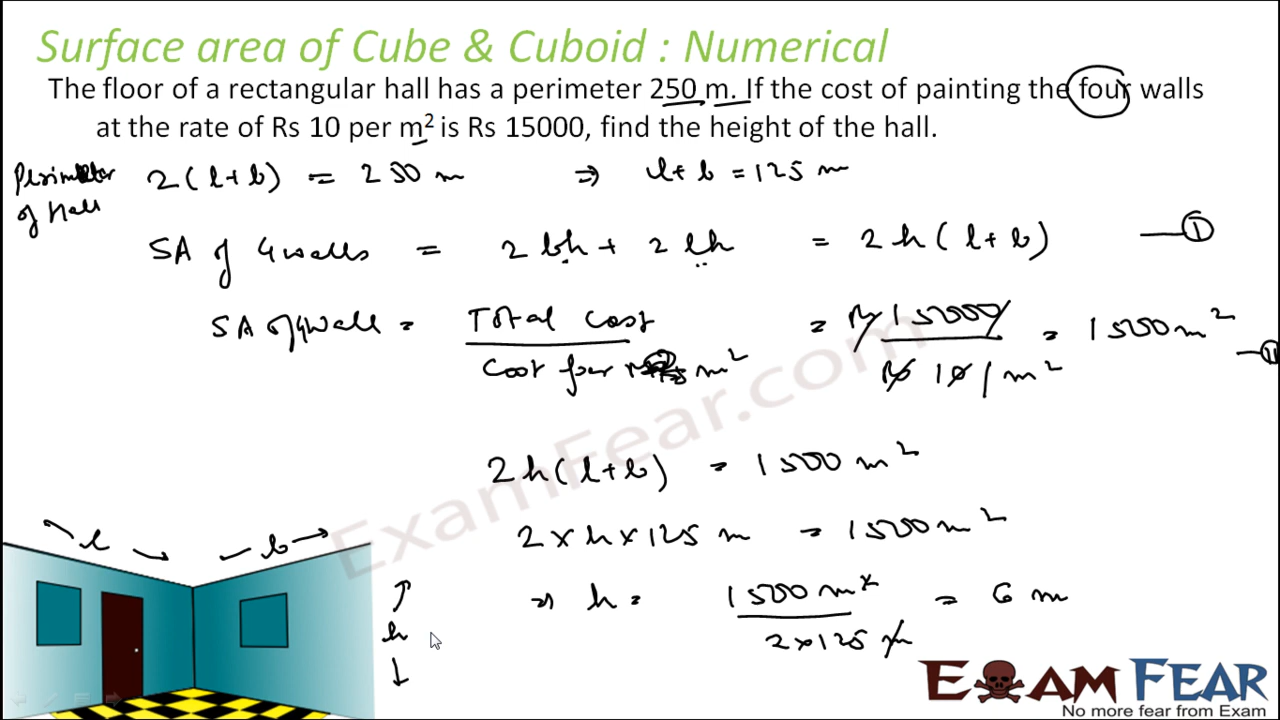 Surface area of Cube & Cuboid : Numerical
The floor of a rectangular hall has a perimeter 250 m. If the cost of painting the four walls
at the rate of Rs 10 per m² is Rs 15000, find the height of the hall.
Perimeter 2(l+b) = 250 m ⇒ l+b = 125 m
of Hall
SA of 4 walls = 2bh + 2lh = 2h(l+b) — I
SA of 4 Wall = Total cost / Cost for m² = Rs 15000 / Rs 10/m² = 1500 m² — II
2h(l+b) = 1500 m²
2×h×125 m = 1500 m²
l b
⇒ h = 1500 m² / 2×125 m = 6 m
h
ExamFear.com
EXAM FEAR
No more fear from Exam